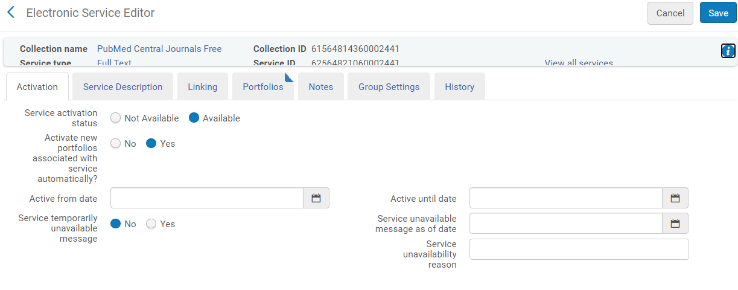 Electronic Service Editor
Cancel
Save
Collection name PubMed Central Journals Free Collection ID 61564814360002441
Service type Full Text Service ID 62564821060002441 View all services
Activation Service Description Linking Portfolios Notes Group Settings History
Service activation
status
Not Available Available
Activate new
portfolios
associated with
service
automatically?
No Yes
Active from date
Active until date
Service temporarily
unavailable
message
No Yes
Service unavailable
message as of date
Service
unavailability
reason